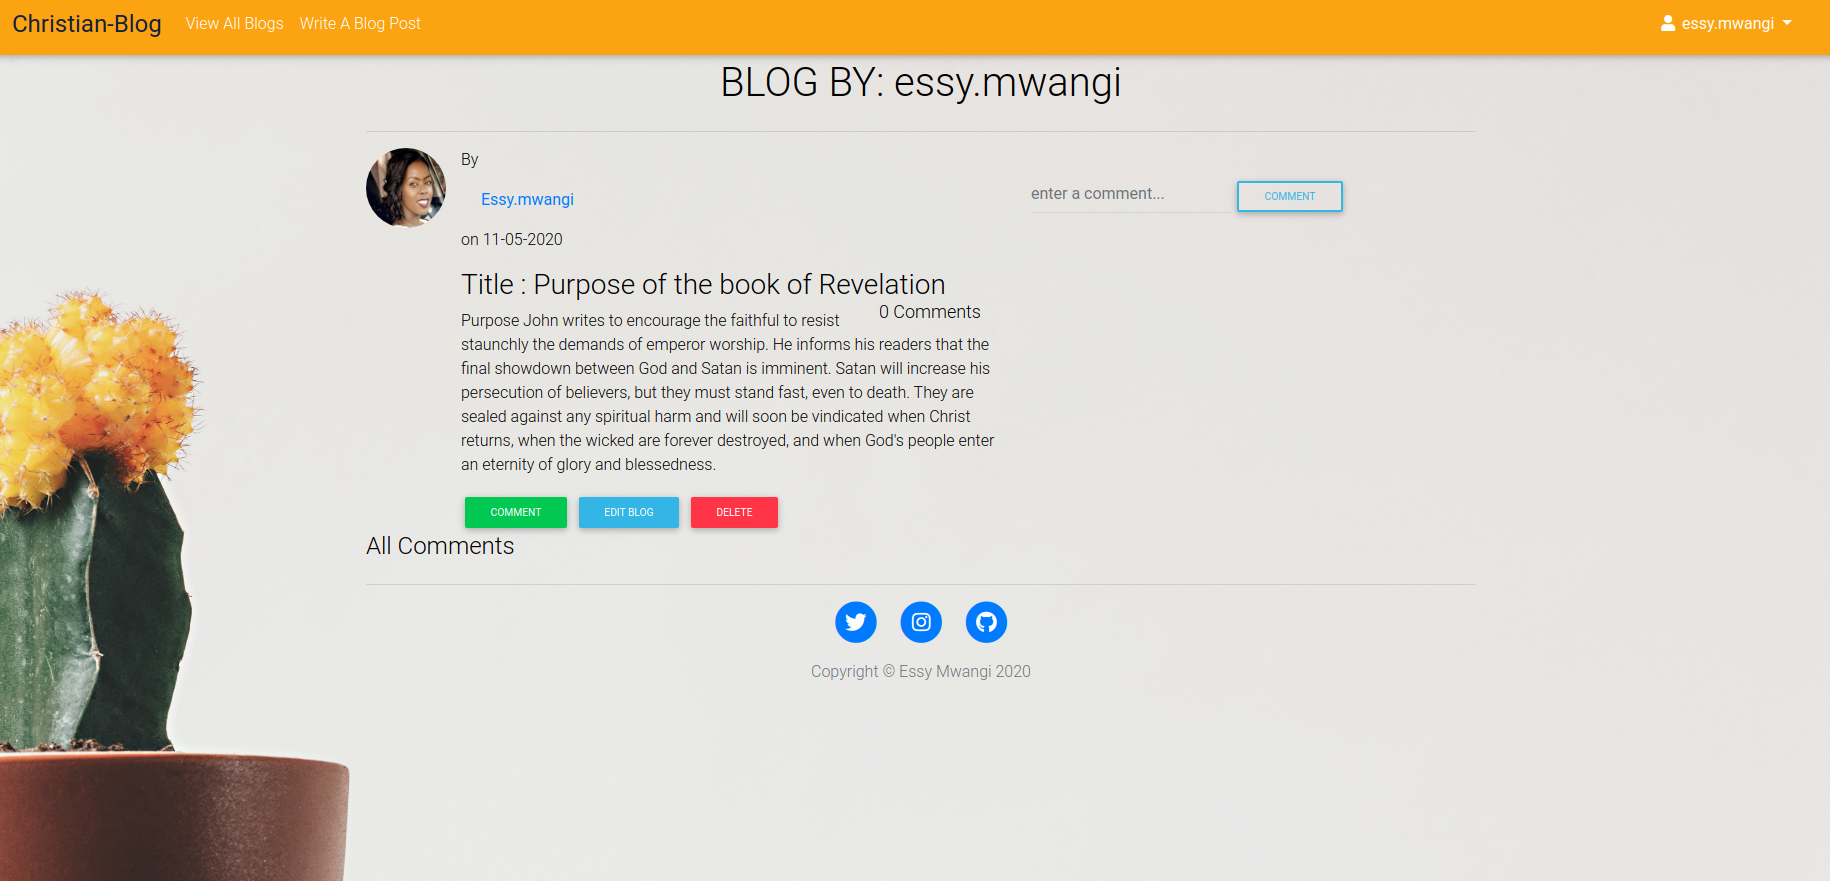 Christian-Blog View All Blogs Write A Blog Post essy.mwangi
BLOG BY: essy.mwangi
By
Essy.mwangi
enter a comment... COMMENT
on 11-05-2020
Title : Purpose of the book of Revelation
0 Comments
Purpose John writes to encourage the faithful to resist
staunchly the demands of emperor worship. He informs his readers that the
final showdown between God and Satan is imminent. Satan will increase his
persecution of believers, but they must stand fast, even to death. They are
sealed against any spiritual harm and will soon be vindicated when Christ
returns, when the wicked are forever destroyed, and when God's people enter
an eternity of glory and blessedness.
COMMENT EDIT BLOG DELETE
All Comments
Copyright © Essy Mwangi 2020